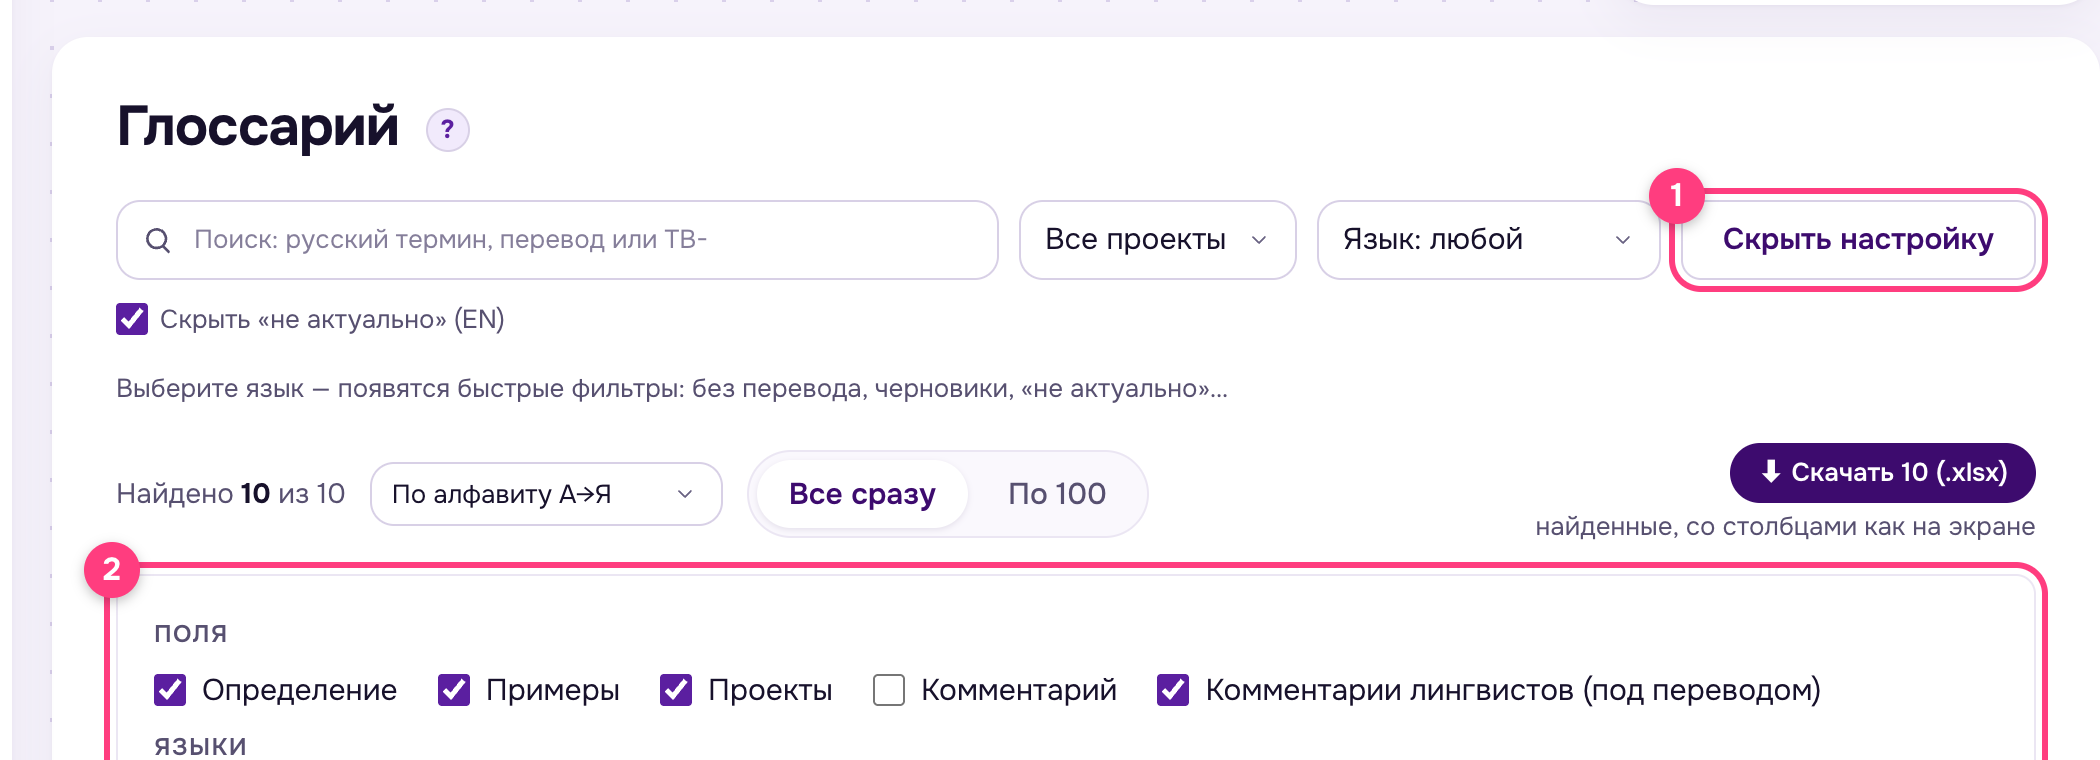 Глоссарий ?
Поиск: русский термин, перевод или ТВ-
Все проекты
Язык: любой
1
Скрыть настройку
Скрыть «не актуально» (EN)
Выберите язык — появятся быстрые фильтры: без перевода, черновики, «не актуально»...
Найдено 10 из 10
По алфавиту А→Я
Все сразу
По 100
⬇ Скачать 10 (.xlsx)
найденные, со столбцами как на экране
2
ПОЛЯ
Определение
Примеры
Проекты
Комментарий
Комментарии лингвистов (под переводом)
ЯЗЫКИ